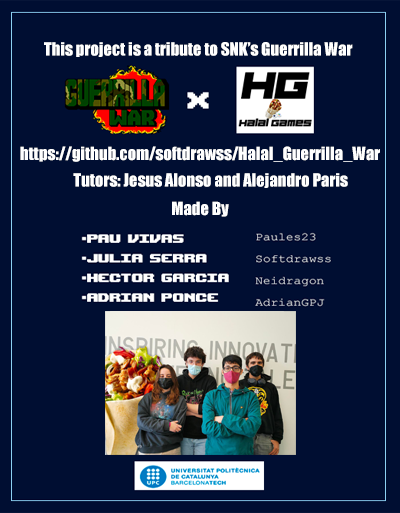 This project is a tribute to SNK's Guerrilla War
GUERRILLA
WAR
x
HG
Halal Games
https://github.com/softdrawss/Halal_Guerrilla_War
Tutors: Jesus Alonso and Alejandro Paris
Made By
•PAU VIVAS Paules23
•JULIA SERRA Softdrawss
•HECTOR GARCIA Neidragon
•ADRIAN PONCE AdrianGPJ
INSPIRING INNOVAT
UNIVERSITAT POLITÈCNICA
DE CATALUNYA
BARCELONATECH
UPC